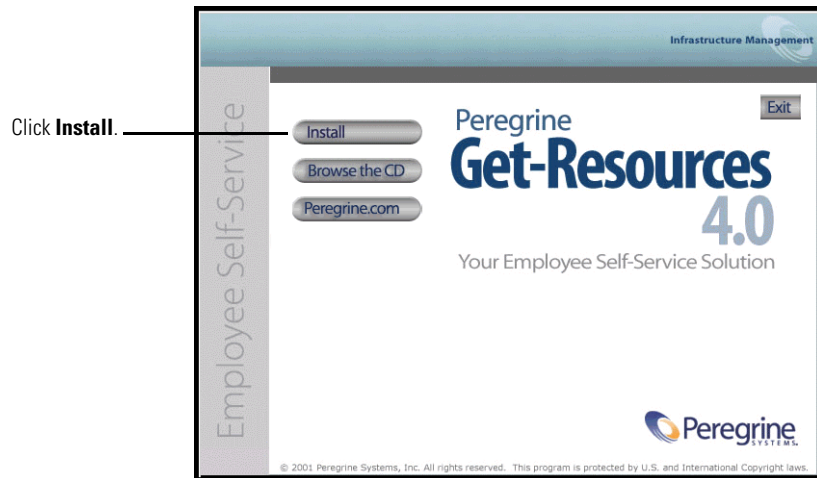 Infrastructure Management
Exit
Click Install.
Install
Browse the CD
Peregrine.com
Employee Self-Service
Peregrine
Get-Resources
4.0
Your Employee Self-Service Solution
Peregrine
SYSTEMS
© 2001 Peregrine Systems, Inc. All rights reserved. This program is protected by U.S. and International Copyright laws.